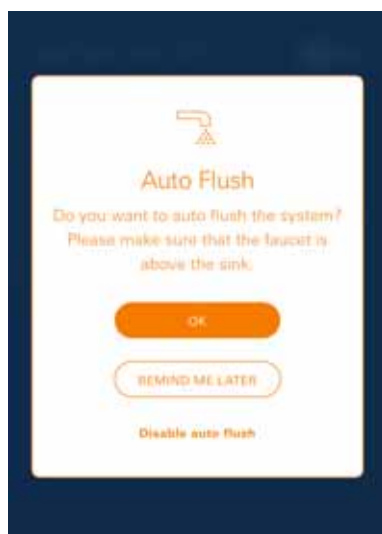 Auto Flush
Do you want to auto flush the system?
Please make sure that the faucet is
above the sink.
OK
REMIND ME LATER
Disable auto flush